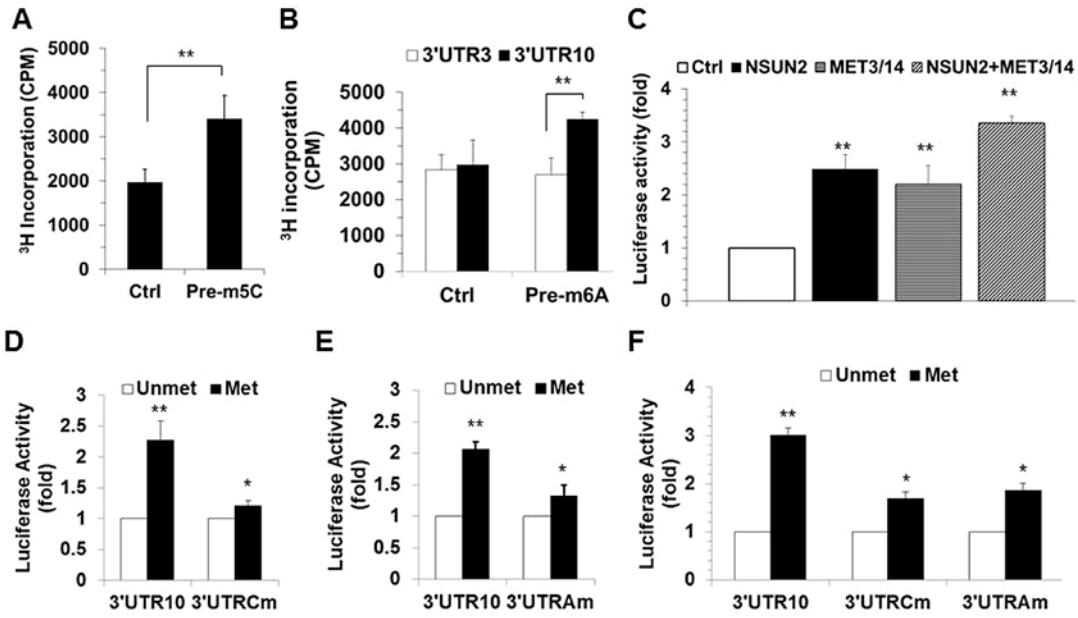 A
³H Incorporation (CPM)
5000
4000
3000
2000
1000
0
**
Ctrl Pre-m5C
B
3'UTR3 3'UTR10
³H incorporation
(CPM)
5000
4000
3000
2000
1000
0
**
Ctrl Pre-m6A
C
Ctrl NSUN2 MET3/14 NSUN2+MET3/14
Luciferase activity (fold)
4
3
2
1
0
** ** **
D
Unmet Met
Luciferase Activity
(fold)
3
2.5
2
1.5
1
0.5
0
** *
3'UTR10 3'UTRCm
E
Unmet Met
Luciferase Activity
(fold)
3
2.5
2
1.5
1
0.5
0
** *
3'UTR10 3'UTRAm
F
Unmet Met
Luciferase Activity
(fold)
4
3
2
1
0
** * *
3'UTR10 3'UTRCm 3'UTRAm